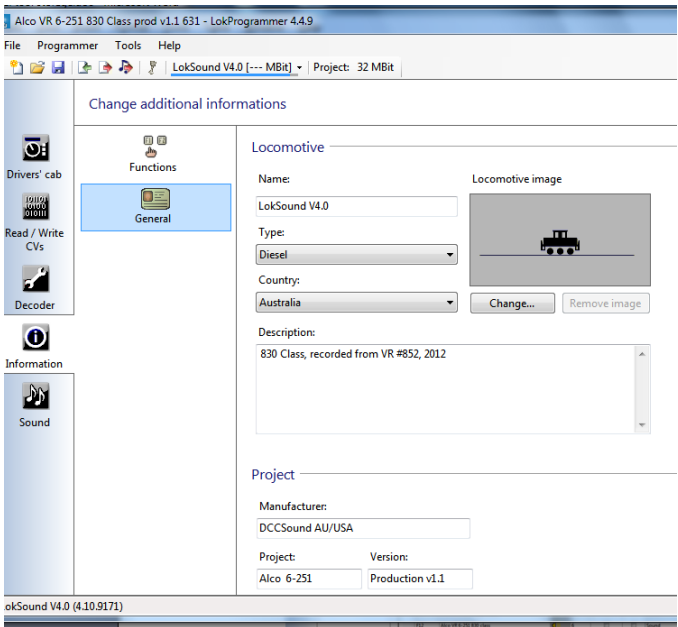 Alco VR 6-251 830 Class prod v1.1 631 - LokProgrammer 4.4.9
File Programmer Tools Help
LokSound V4.0 [--- MBit] Project: 32 MBit
Change additional informations
Drivers' cab
Read / Write
CVs
Decoder
Information
Sound
Functions
General
Locomotive
Name:
LokSound V4.0
Type:
Diesel
Country:
Australia
Locomotive image
Change... Remove image
Description:
830 Class, recorded from VR #852, 2012
Project
Manufacturer:
DCCSound AU/USA
Project: Version:
Alco 6-251 Production v1.1
.okSound V4.0 (4.10.9171)